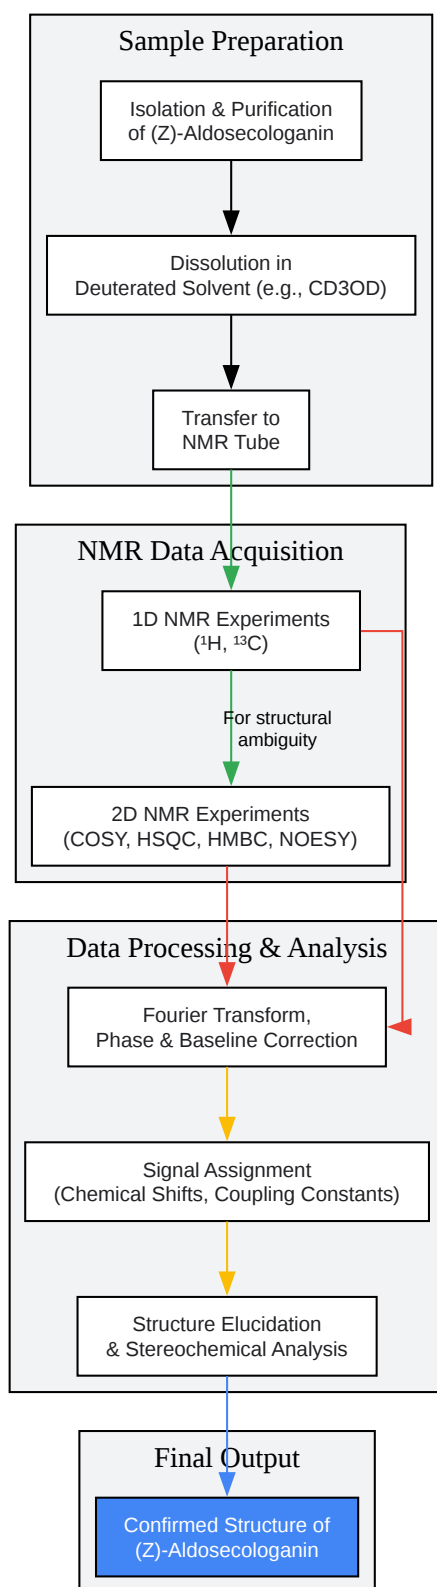 Sample Preparation
Isolation & Purification
of (Z)-Aldosecologanin
Dissolution in
Deuterated Solvent (e.g., CD3OD)
Transfer to
NMR Tube
NMR Data Acquisition
1D NMR Experiments
(¹H, ¹³C)
For structural
ambiguity
2D NMR Experiments
(COSY, HSQC, HMBC, NOESY)
Data Processing & Analysis
Fourier Transform,
Phase & Baseline Correction
Signal Assignment
(Chemical Shifts, Coupling Constants)
Structure Elucidation
& Stereochemical Analysis
Final Output
Confirmed Structure of
(Z)-Aldosecologanin